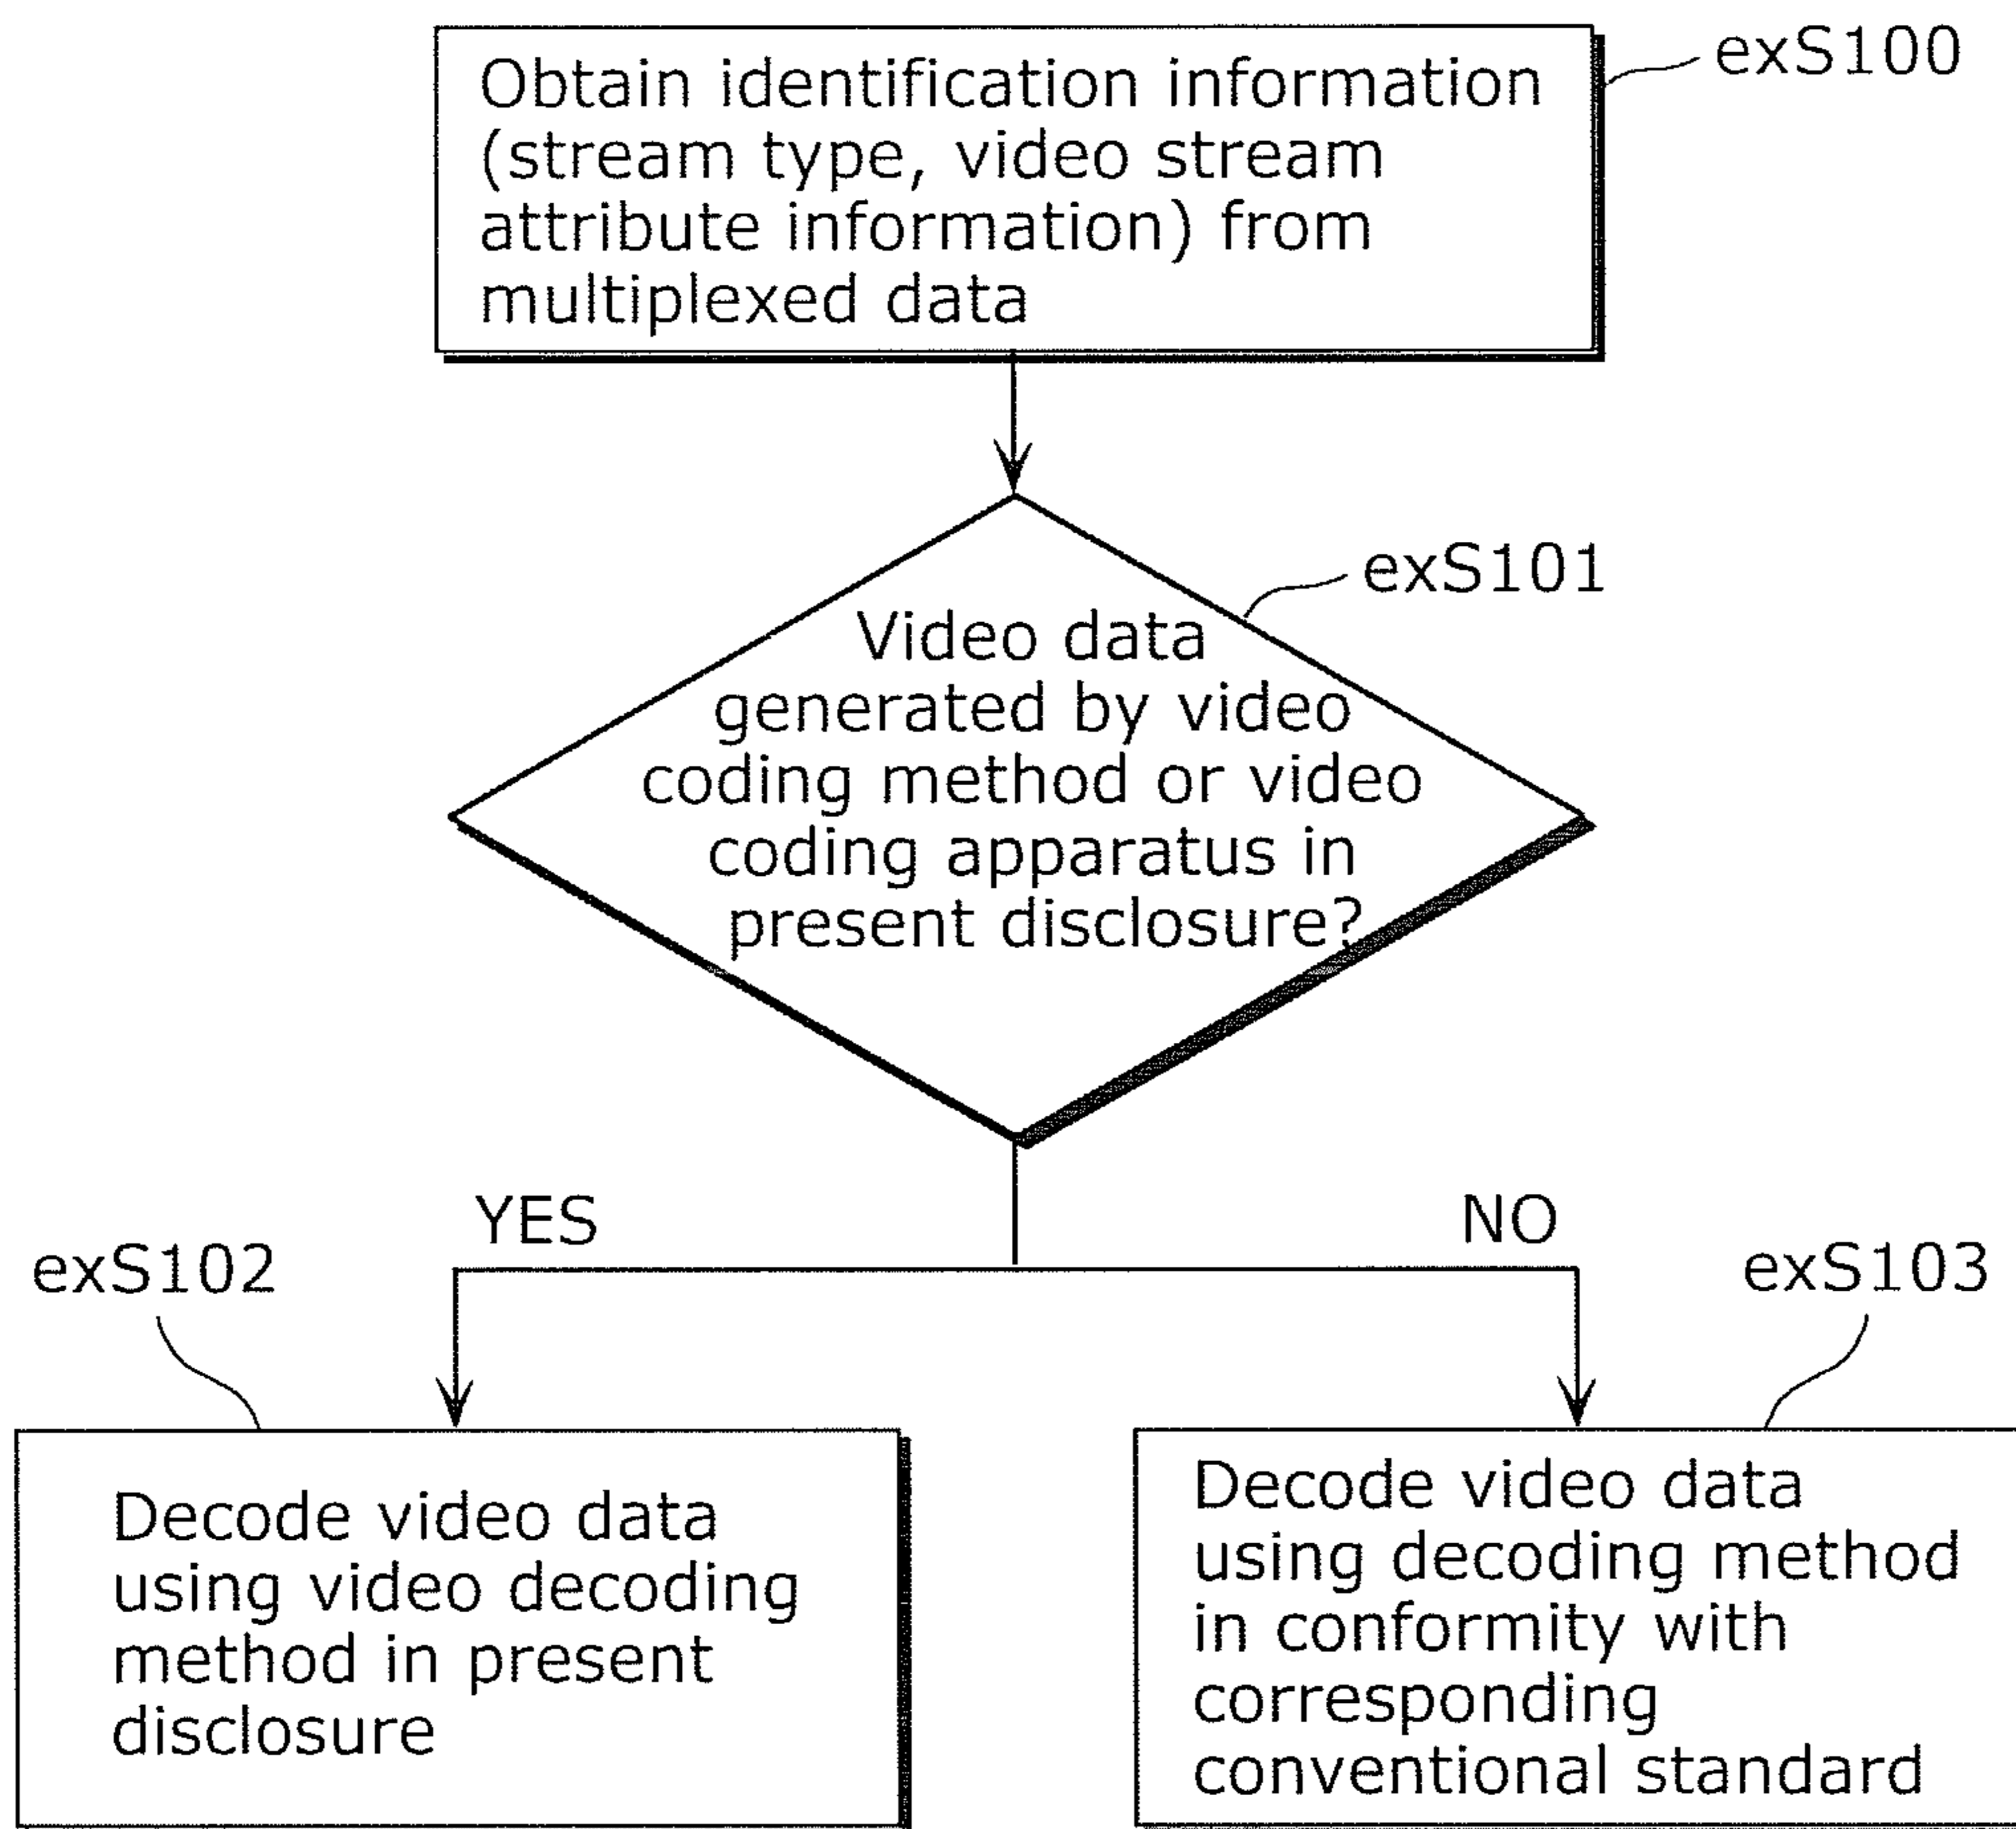 exS100
Obtain identification information
(stream type, video stream
attribute information) from
multiplexed data
exS101
Video data
generated by video
coding method or video
coding apparatus in
present disclosure?
YES
NO
exS102
exS103
Decode video data
using video decoding
method in present
disclosure
Decode video data
using decoding method
in conformity with
corresponding
conventional standard